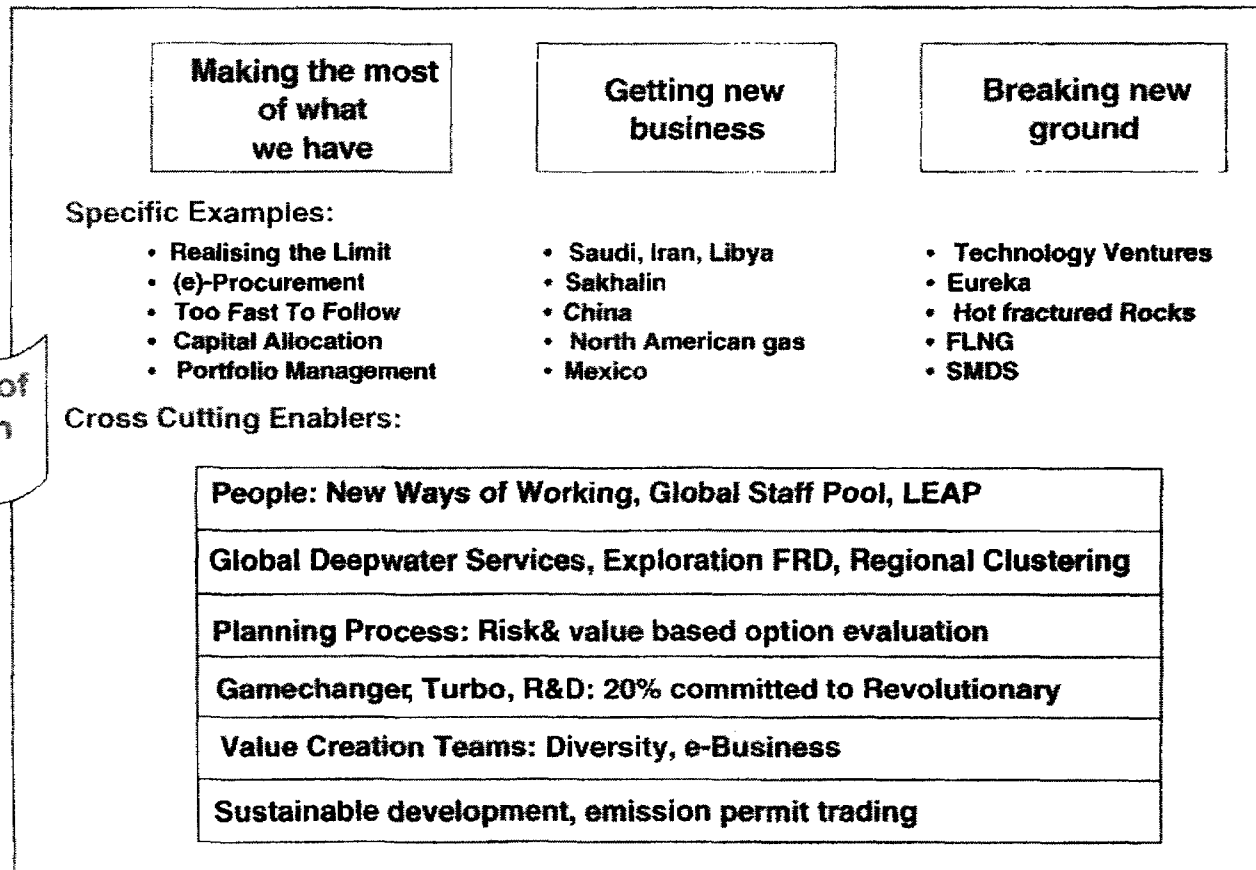 Making the most
of what
we have
Getting new
business
Breaking new
ground
Specific Examples:
• Realising the Limit
• (e)-Procurement
• Too Fast To Follow
• Capital Allocation
• Portfolio Management
• Saudi, Iran, Libya
• Sakhalin
• China
• North American gas
• Mexico
• Technology Ventures
• Eureka
• Hot fractured Rocks
• FLNG
• SMDS
of
Cross Cutting Enablers:
People: New Ways of Working, Global Staff Pool, LEAP
Global Deepwater Services, Exploration FRD, Regional Clustering
Planning Process: Risk& value based option evaluation
Gamechanger, Turbo, R&D: 20% committed to Revolutionary
Value Creation Teams: Diversity, e-Business
Sustainable development, emission permit trading